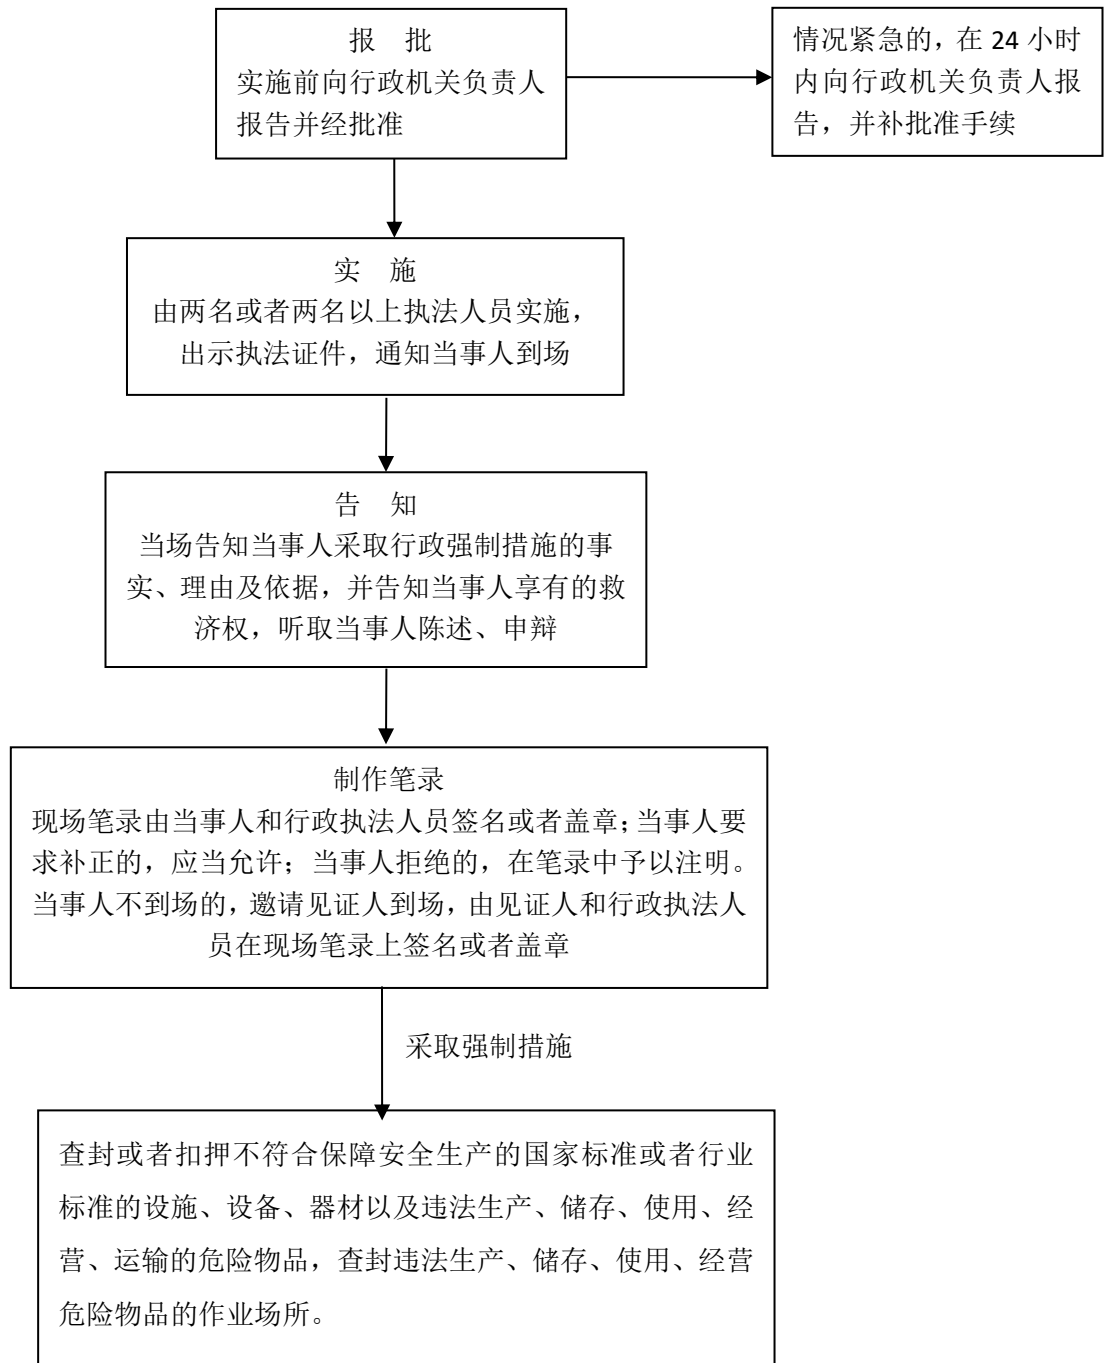 报 批
实施前向行政机关负责人
报告并经批准
情况紧急的，在 24 小时
内向行政机关负责人报
告，并补批准手续
实 施
由两名或者两名以上执法人员实施，
出示执法证件，通知当事人到场
告 知
当场告知当事人采取行政强制措施的事
实、理由及依据，并告知当事人享有的救
济权，听取当事人陈述、申辩
制作笔录
现场笔录由当事人和行政执法人员签名或者盖章；当事人要
求补正的，应当允许；当事人拒绝的，在笔录中予以注明。
当事人不到场的，邀请见证人到场，由见证人和行政执法人
员在现场笔录上签名或者盖章
采取强制措施
查封或者扣押不符合保障安全生产的国家标准或者行业
标准的设施、设备、器材以及违法生产、储存、使用、经
营、运输的危险物品，查封违法生产、储存、使用、经营
危险物品的作业场所。